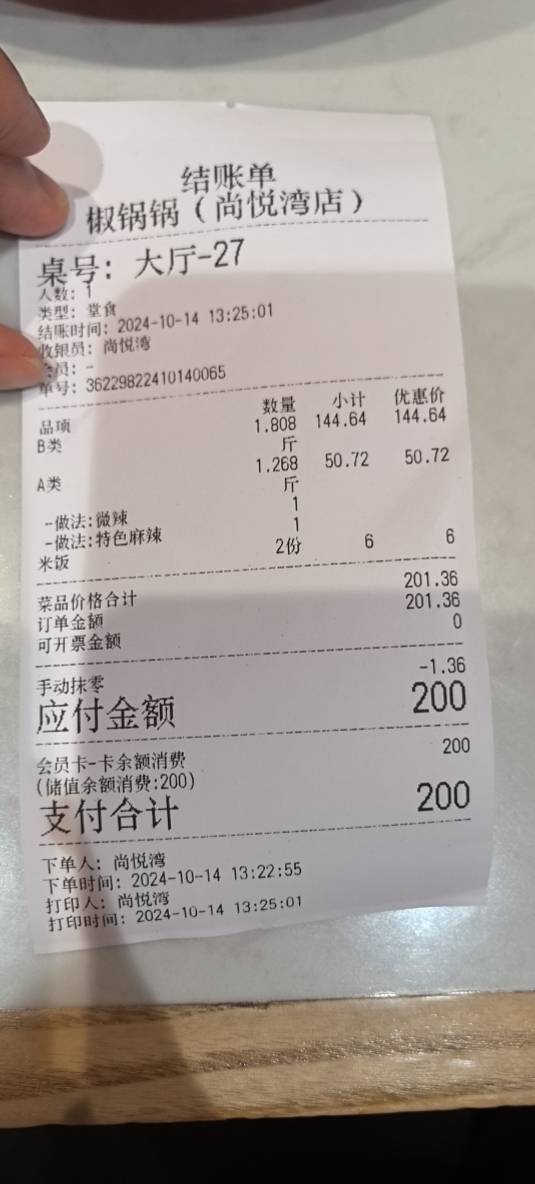 结账单
椒锅锅（尚悦湾店）
桌号：大厅-27
人数：1
类型：堂食
结账时间：2024-10-14 13:25:01
收银员：尚悦湾
员：-
单号：36229822410140065
品项 数量 小计 优惠价
B类 1.808 144.64 144.64
斤
A类 1.268 50.72 50.72
斤
-做法:微辣 1
-做法:特色麻辣 1
米饭 2份 6 6
菜品价格合计 201.36
订单金额 201.36
可开票金额 0
手动抹零 -1.36
应付金额 200
会员卡-卡余额消费 200
(储值余额消费:200)
支付合计 200
下单人：尚悦湾
下单时间：2024-10-14 13:22:55
打印人：尚悦湾
打印时间：2024-10-14 13:25:01